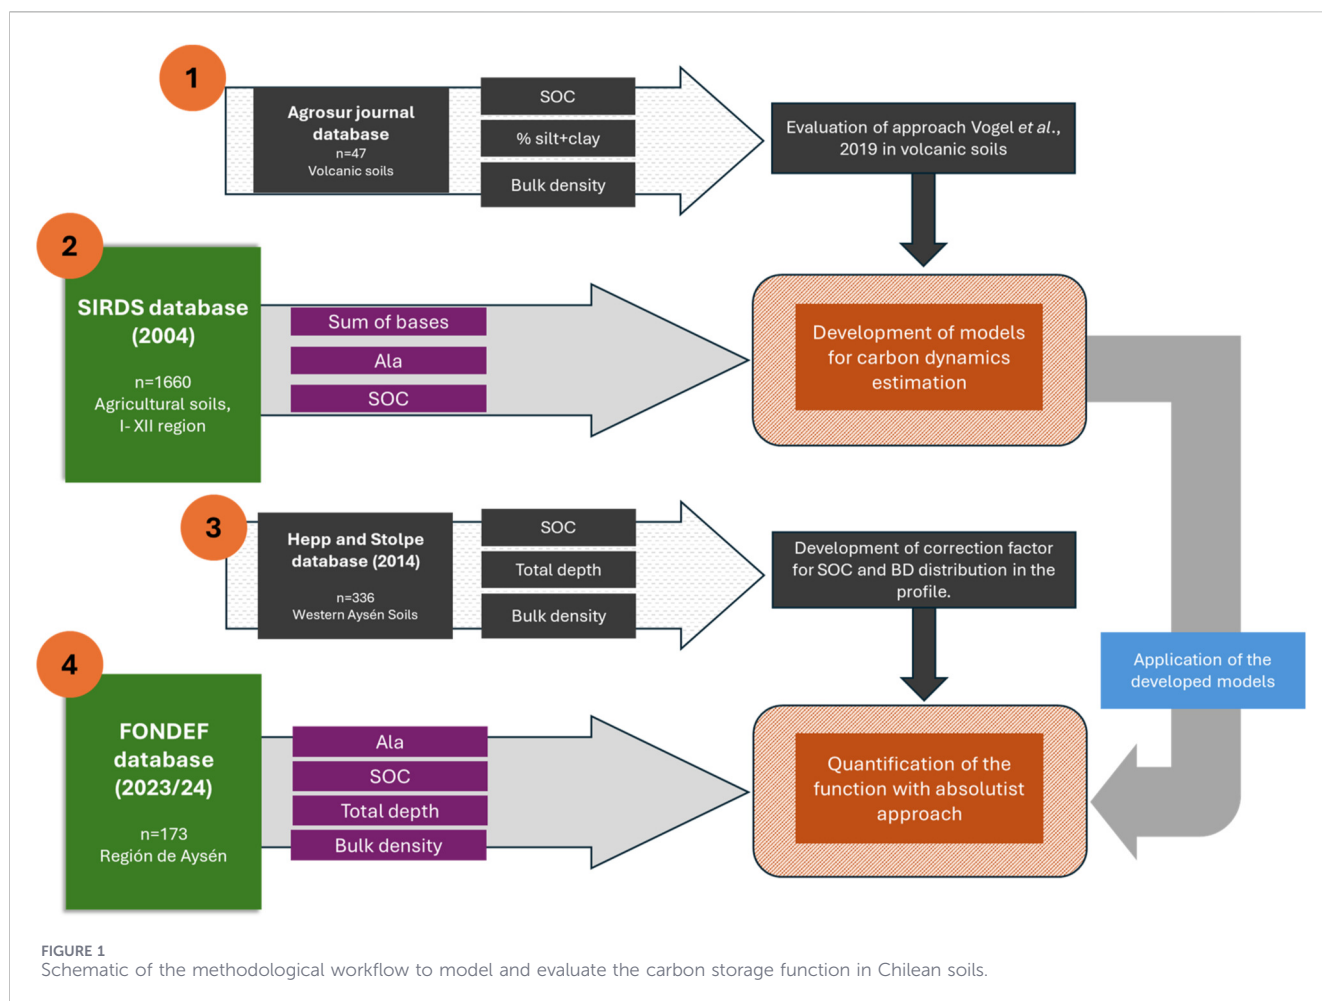 1
Agrosur journal
database
n=47
Volcanic soils
SOC
% silt+clay
Bulk density
Evaluation of approach Vogel et al.,
2019 in volcanic soils
2
SIRDS database
(2004)
n=1660
Agricultural soils,
I- XII region
Sum of bases
Ala
SOC
Development of models
for carbon dynamics
estimation
3
Hepp and Stolpe
database (2014)
n=336
Western Aysén Soils
SOC
Total depth
Bulk density
Development of correction factor
for SOC and BD distribution in the
profile.
Application of the
developed models
4
FONDEF
database
(2023/24)
n=173
Región de Aysén
Ala
SOC
Total depth
Bulk density
Quantification of the
function with absolutist
approach
FIGURE 1
Schematic of the methodological workflow to model and evaluate the carbon storage function in Chilean soils.